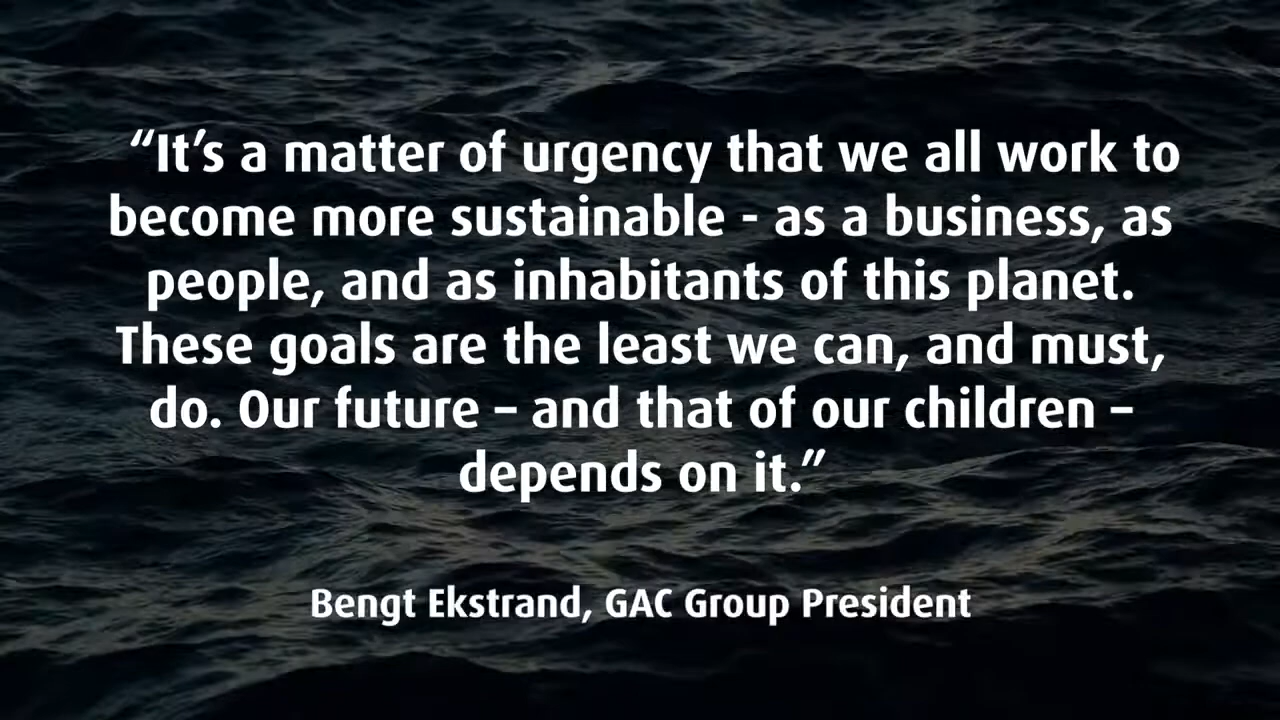 “It’s a matter of urgency that we all work to
become more sustainable - as a business, as
people, and as inhabitants of this planet.
These goals are the least we can, and must,
do. Our future – and that of our children –
depends on it.”
Bengt Ekstrand, GAC Group President